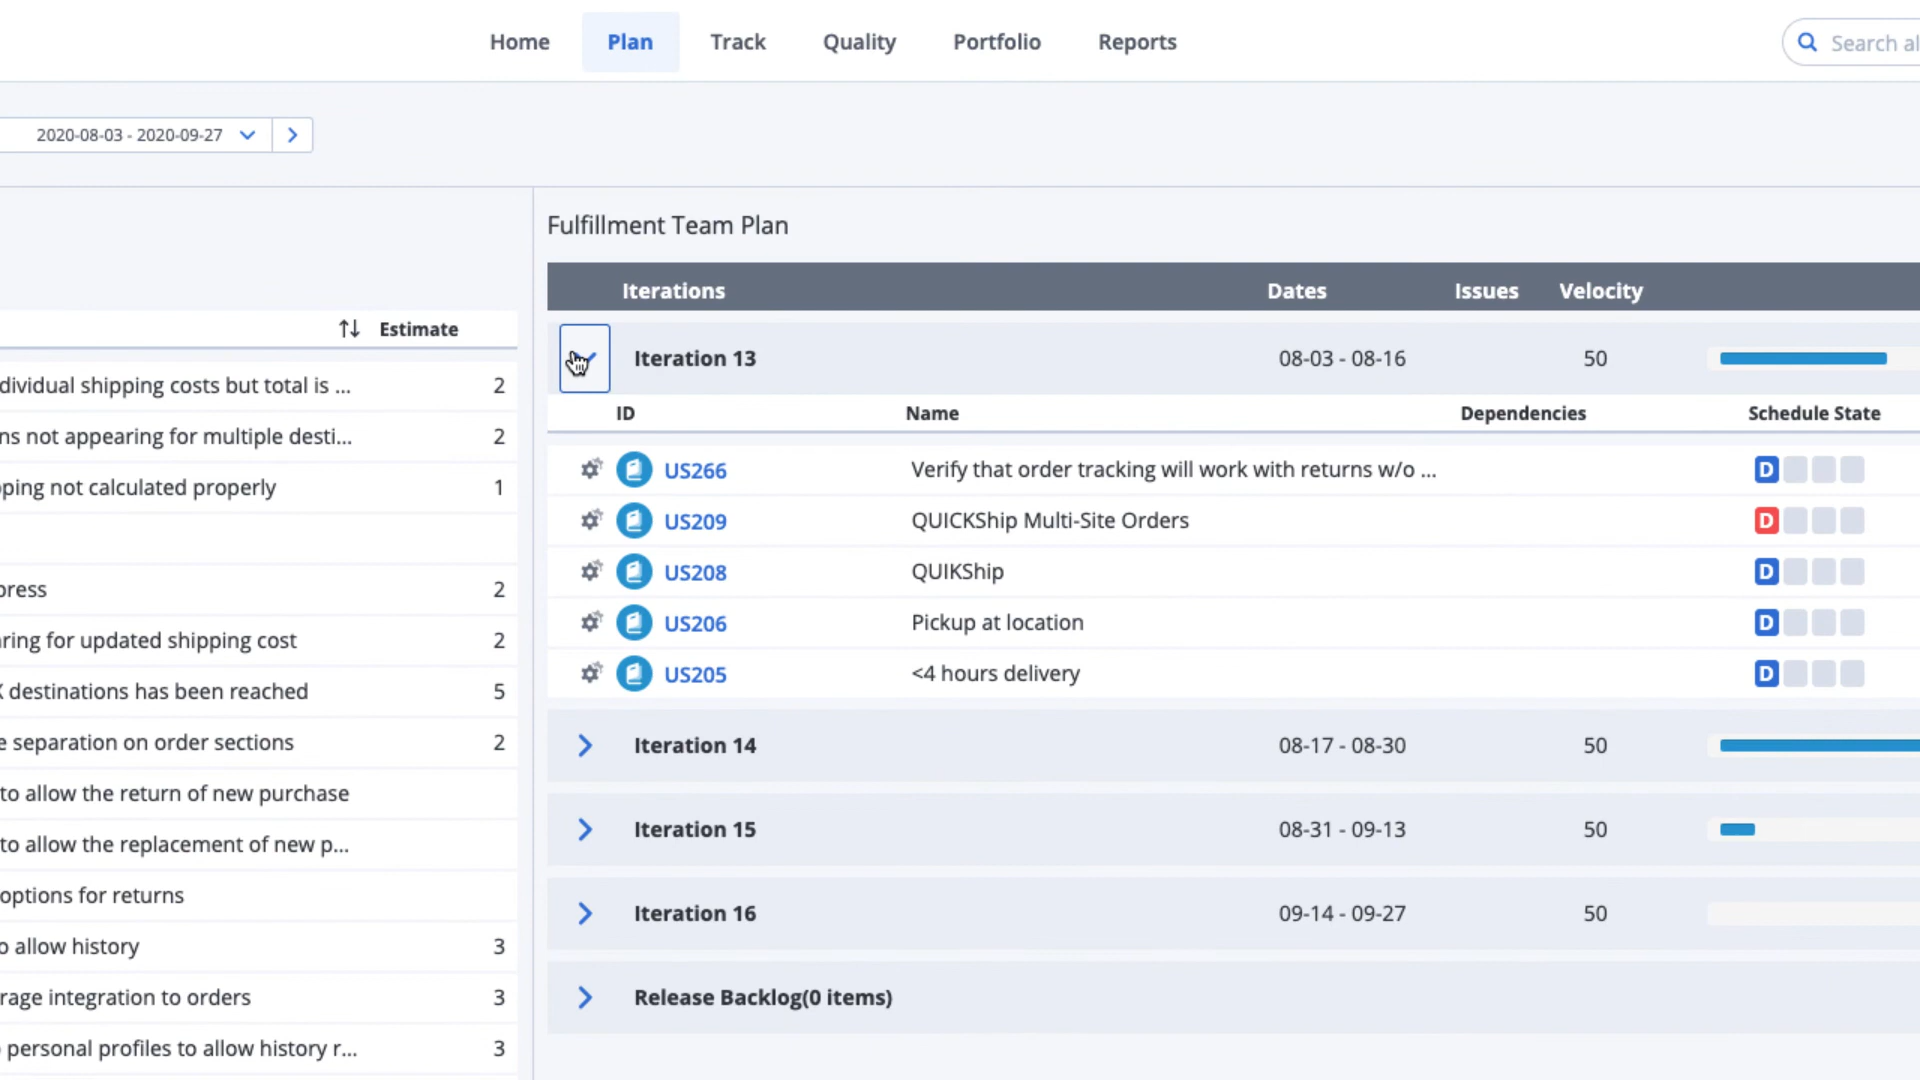 Home Plan Track Quality Portfolio Reports Search al
2020-08-03 - 2020-09-27
Fulfillment Team Plan
Iterations Dates Issues Velocity
Estimate
Iteration 13 08-03 - 08-16 50
dividual shipping costs but total is ... 2
ID Name Dependencies Schedule State
ns not appearing for multiple desti... 2
US266 Verify that order tracking will work with returns w/o ... D
ping not calculated properly 1
US209 QUICKShip Multi-Site Orders D
US208 QUIKShip D
press 2
US206 Pickup at location D
aring for updated shipping cost 2
US205 <4 hours delivery D
X destinations has been reached 5
e separation on order sections 2
Iteration 14 08-17 - 08-30 50
to allow the return of new purchase
Iteration 15 08-31 - 09-13 50
to allow the replacement of new p...
options for returns
Iteration 16 09-14 - 09-27 50
o allow history 3
rage integration to orders 3
Release Backlog(0 items)
personal profiles to allow history r... 3